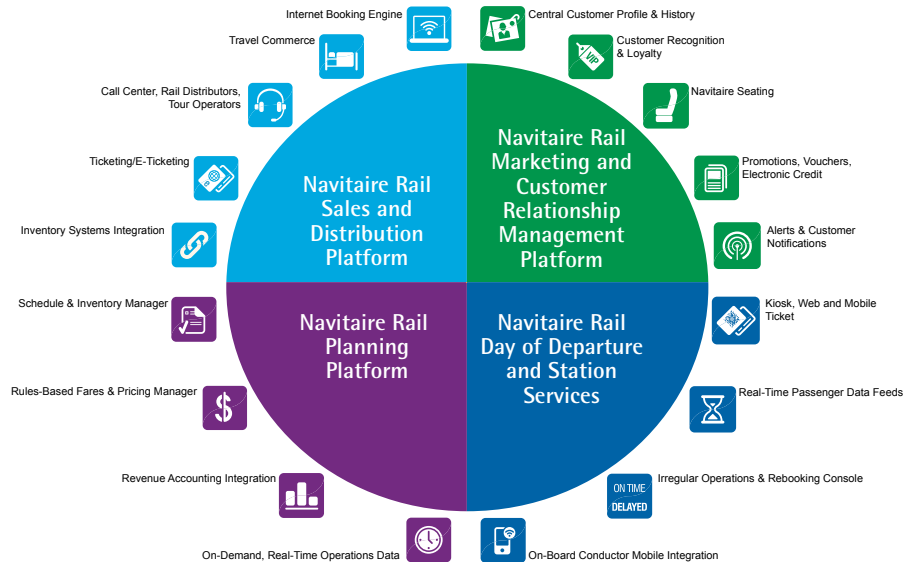 Internet Booking Engine
Central Customer Profile & History
Travel Commerce
Customer Recognition
& Loyalty
VIP
Call Center, Rail Distributors,
Tour Operators
Navitaire Seating
Ticketing/E-Ticketing
Promotions, Vouchers,
Electronic Credit
Inventory Systems Integration
Alerts & Customer
Notifications
Navitaire Rail
Sales and
Distribution
Platform
Navitaire Rail
Marketing and
Customer
Relationship
Management
Platform
Schedule & Inventory Manager
Kiosk, Web and Mobile
Ticket
Navitaire Rail
Planning
Platform
Navitaire Rail
Day of Departure
and Station
Services
Rules-Based Fares & Pricing Manager
$
Real-Time Passenger Data Feeds
Revenue Accounting Integration
Irregular Operations & Rebooking Console
ON TIME
DELAYED
On-Demand, Real-Time Operations Data
On-Board Conductor Mobile Integration